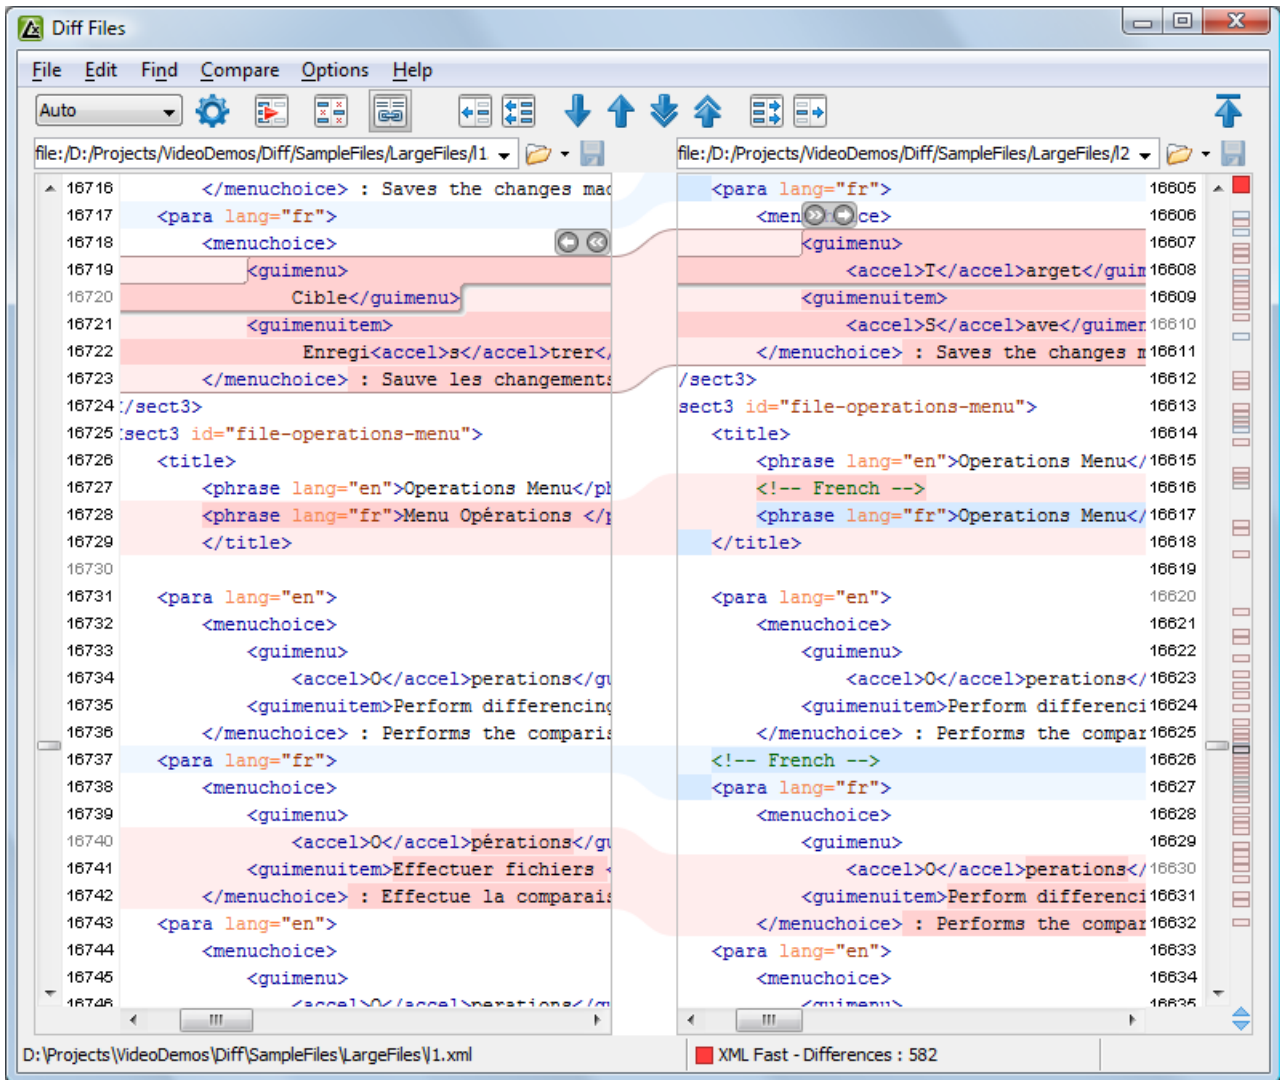 Diff Files
File Edit Find Compare Options Help
Auto
file:/D:/Projects/VideoDemos/Diff/SampleFiles/LargeFiles/l1
file:/D:/Projects/VideoDemos/Diff/SampleFiles/LargeFiles/l2
16716 </menuchoice> : Saves the changes mad
16717 <para lang="fr">
16718 <menuchoice>
16719 <guimenu>
16720 Cible</guimenu>
16721 <guimenuitem>
16722 Enregi<accel>s</accel>trer</
16723 </menuchoice> : Sauve les changements
16724 :/sect3>
16725 :sect3 id="file-operations-menu">
16726 <title>
16727 <phrase lang="en">Operations Menu</ph
16728 <phrase lang="fr">Menu Opérations </p
16729 </title>
16730
16731 <para lang="en">
16732 <menuchoice>
16733 <guimenu>
16734 <accel>O</accel>perations</gu
16735 <guimenuitem>Perform differencing
16736 </menuchoice> : Performs the comparis
16737 <para lang="fr">
16738 <menuchoice>
16739 <guimenu>
16740 <accel>O</accel>pérations</gu
16741 <guimenuitem>Effectuer fichiers <
16742 </menuchoice> : Effectue la comparais
16743 <para lang="en">
16744 <menuchoice>
16745 <guimenu>
16746 <accel>O</accel>perations</gu
<para lang="fr"> 16605
<men ce> 16606
<guimenu> 16607
<accel>T</accel>arget</guim 16608
<guimenuitem> 16609
<accel>S</accel>ave</guimen 16610
</menuchoice> : Saves the changes m 16611
/sect3> 16612
sect3 id="file-operations-menu"> 16613
<title> 16614
<phrase lang="en">Operations Menu</ 16615
<!-- French --> 16616
<phrase lang="fr">Operations Menu</ 16617
</title> 16618
16619
<para lang="en"> 16620
<menuchoice> 16621
<guimenu> 16622
<accel>O</accel>perations</ 16623
<guimenuitem>Perform differenci 16624
</menuchoice> : Performs the compar 16625
<!-- French --> 16626
<para lang="fr"> 16627
<menuchoice> 16628
<guimenu> 16629
<accel>O</accel>perations</ 16630
<guimenuitem>Perform differenci 16631
</menuchoice> : Performs the compar 16632
<para lang="en"> 16633
<menuchoice> 16634
<guimenu> 16635
D:\Projects\VideoDemos\Diff\SampleFiles\LargeFiles\l1.xml
XML Fast - Differences : 582